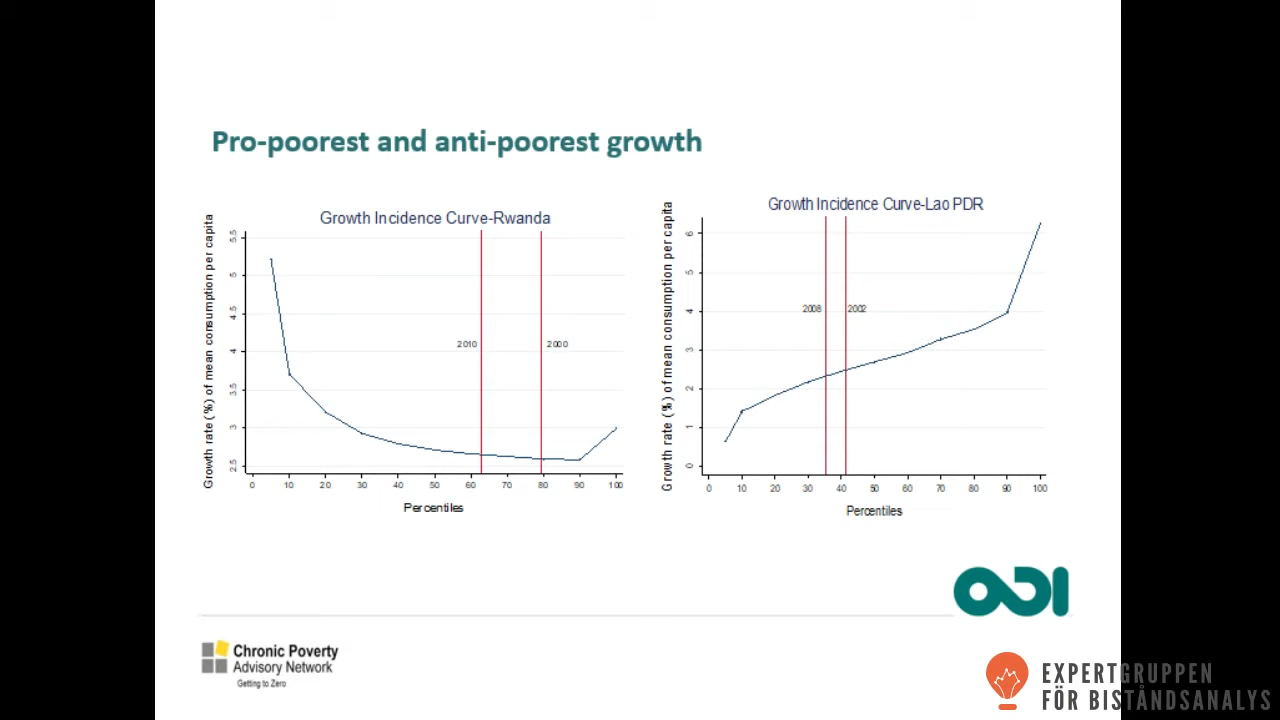 Pro-poorest and anti-poorest growth
Growth Incidence Curve-Rwanda
Growth rate (%) of mean consumption per capita
5.5
5
4.5
4
3.5
3
2.5
2010
2000
0 10 20 30 40 50 60 70 80 90 100
Percentiles
Growth Incidence Curve-Lao PDR
Growth rate (%) of mean consumption per capita
6
5
4
3
2
1
0
2008
2002
0 10 20 30 40 50 60 70 80 90 100
Percentiles
ODI
Chronic Poverty
Advisory Network
Getting to Zero
EXPERTGRUPPEN
FÖR BISTÅNDSANALYS